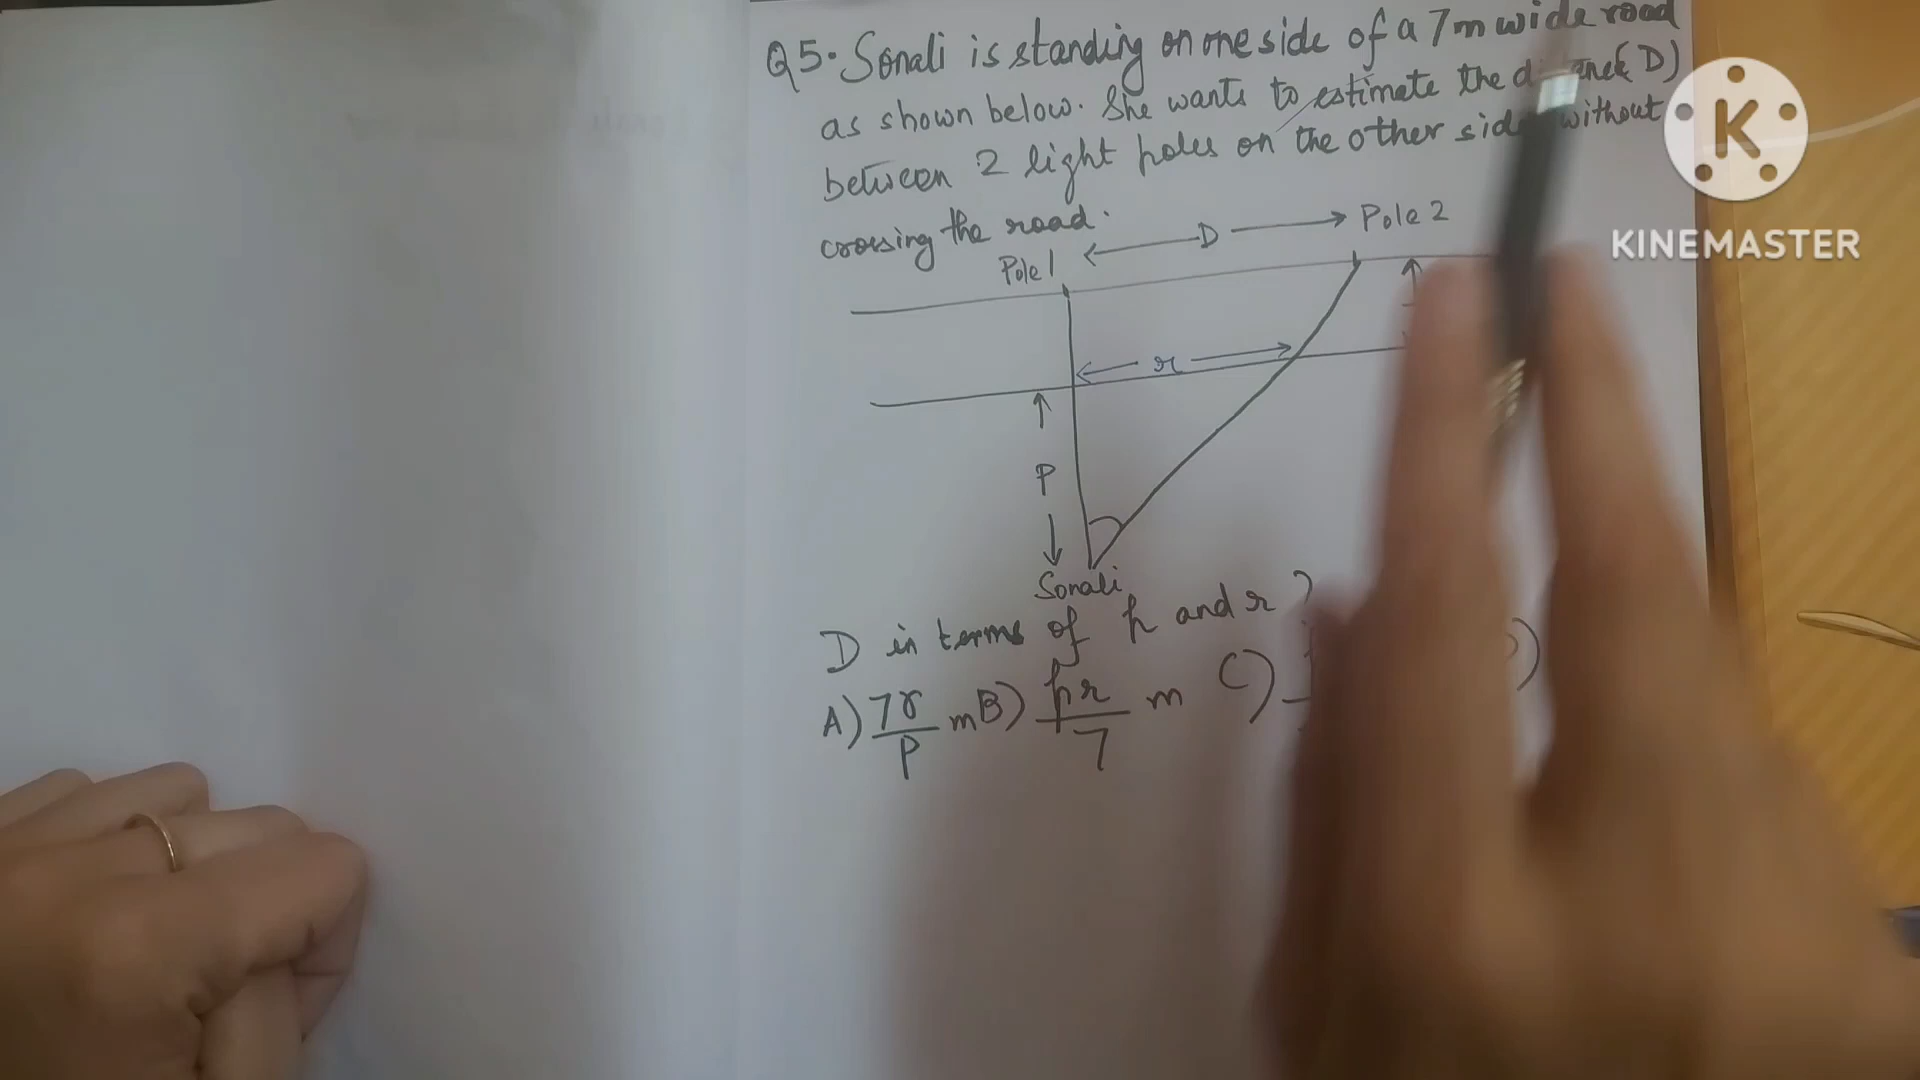 Q5. Sonali is standing on one side of a 7m wide road
as shown below. She wants to estimate the (D)
between 2 light poles on the other side without
crossing the road.
Pole 1 D Pole 2
r
P
Sonali
D in terms of p and r ?
A) 7r/p m B) pr/7 m C)
K
KINEMASTER